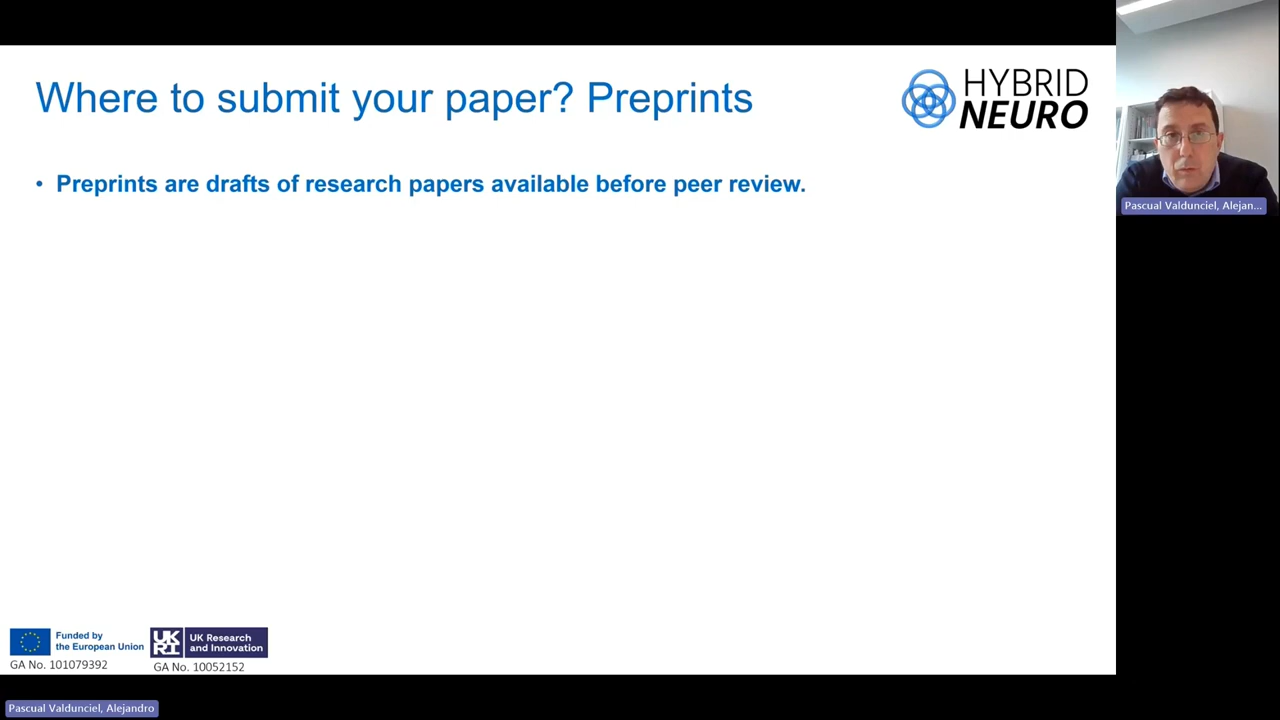 Where to submit your paper? Preprints
HYBRID
NEURO
• Preprints are drafts of research papers available before peer review.
Pascual Valdunciel, Alejan...
Funded by
the European Union
GA No. 101079392
UK
RI
UK Research
and Innovation
GA No. 10052152
Pascual Valdunciel, Alejandro